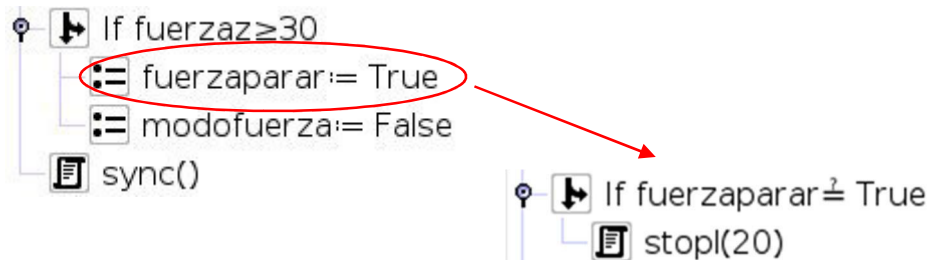 If fuerzaz≥30
fuerzaparar:= True
modofuerza:= False
sync()
If fuerzaparar≟ True
stopl(20)